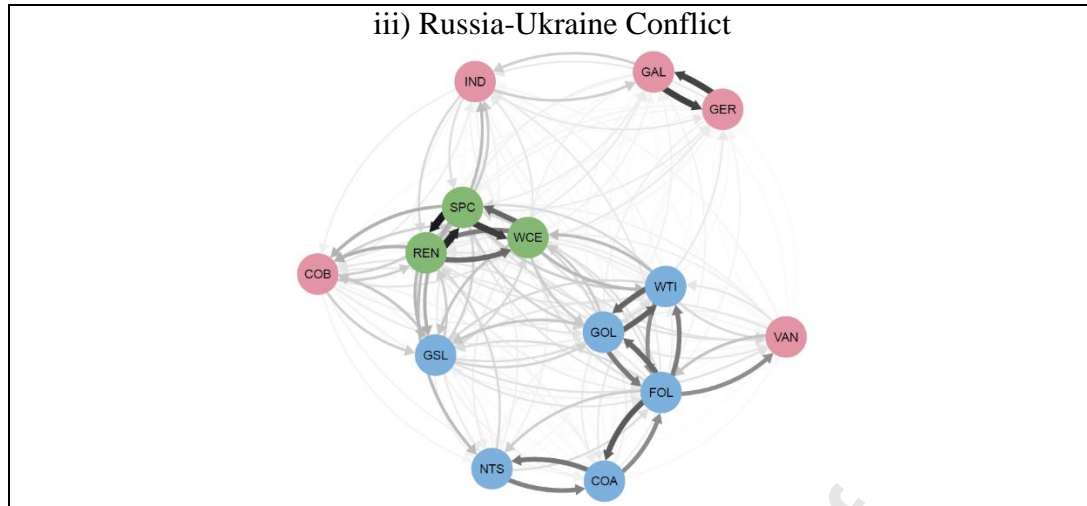 iii) Russia-Ukraine Conflict
GAL
IND
GER
SPC
WCE
REN
COB
WTI
GOL
VAN
GSL
FOL
NTS
COA